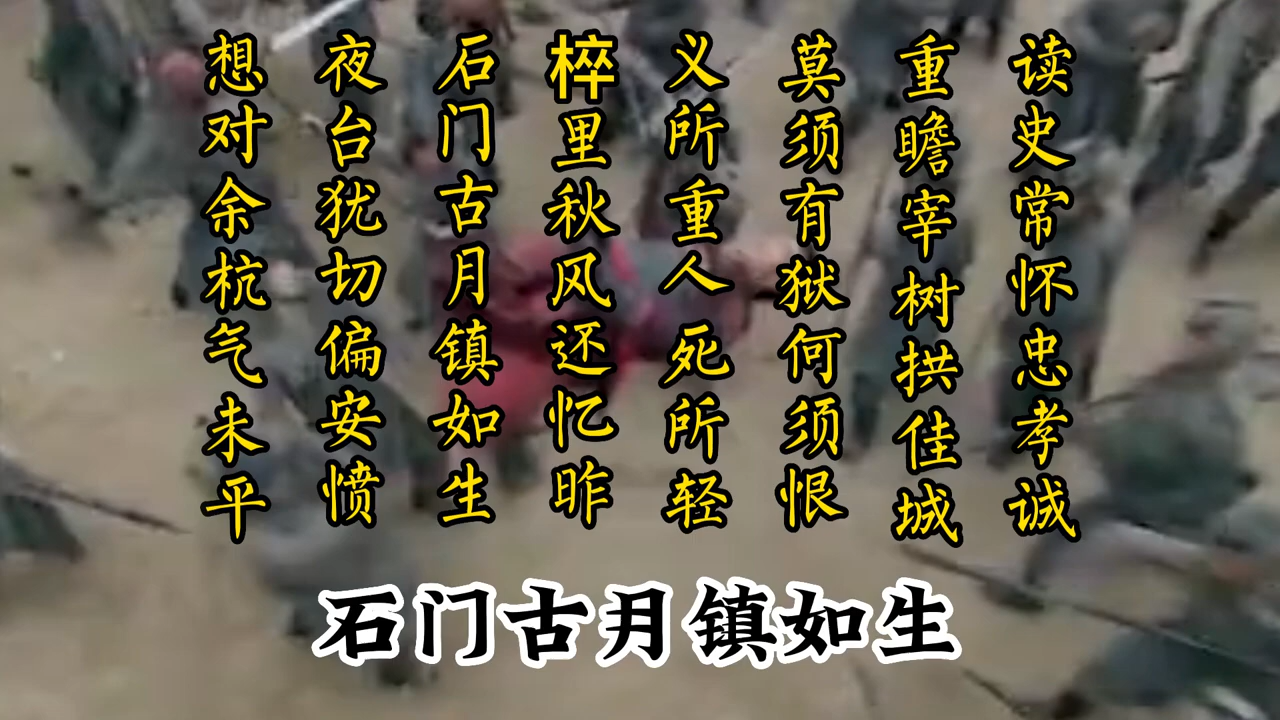 读史常怀忠孝诚
重瞻宰树拱佳城
莫须有狱何须恨
义所重人死所轻
梓里秋风还忆昨
石门古月镇如生
夜台犹切偏安愤
想对余杭气未平
石门古月镇如生